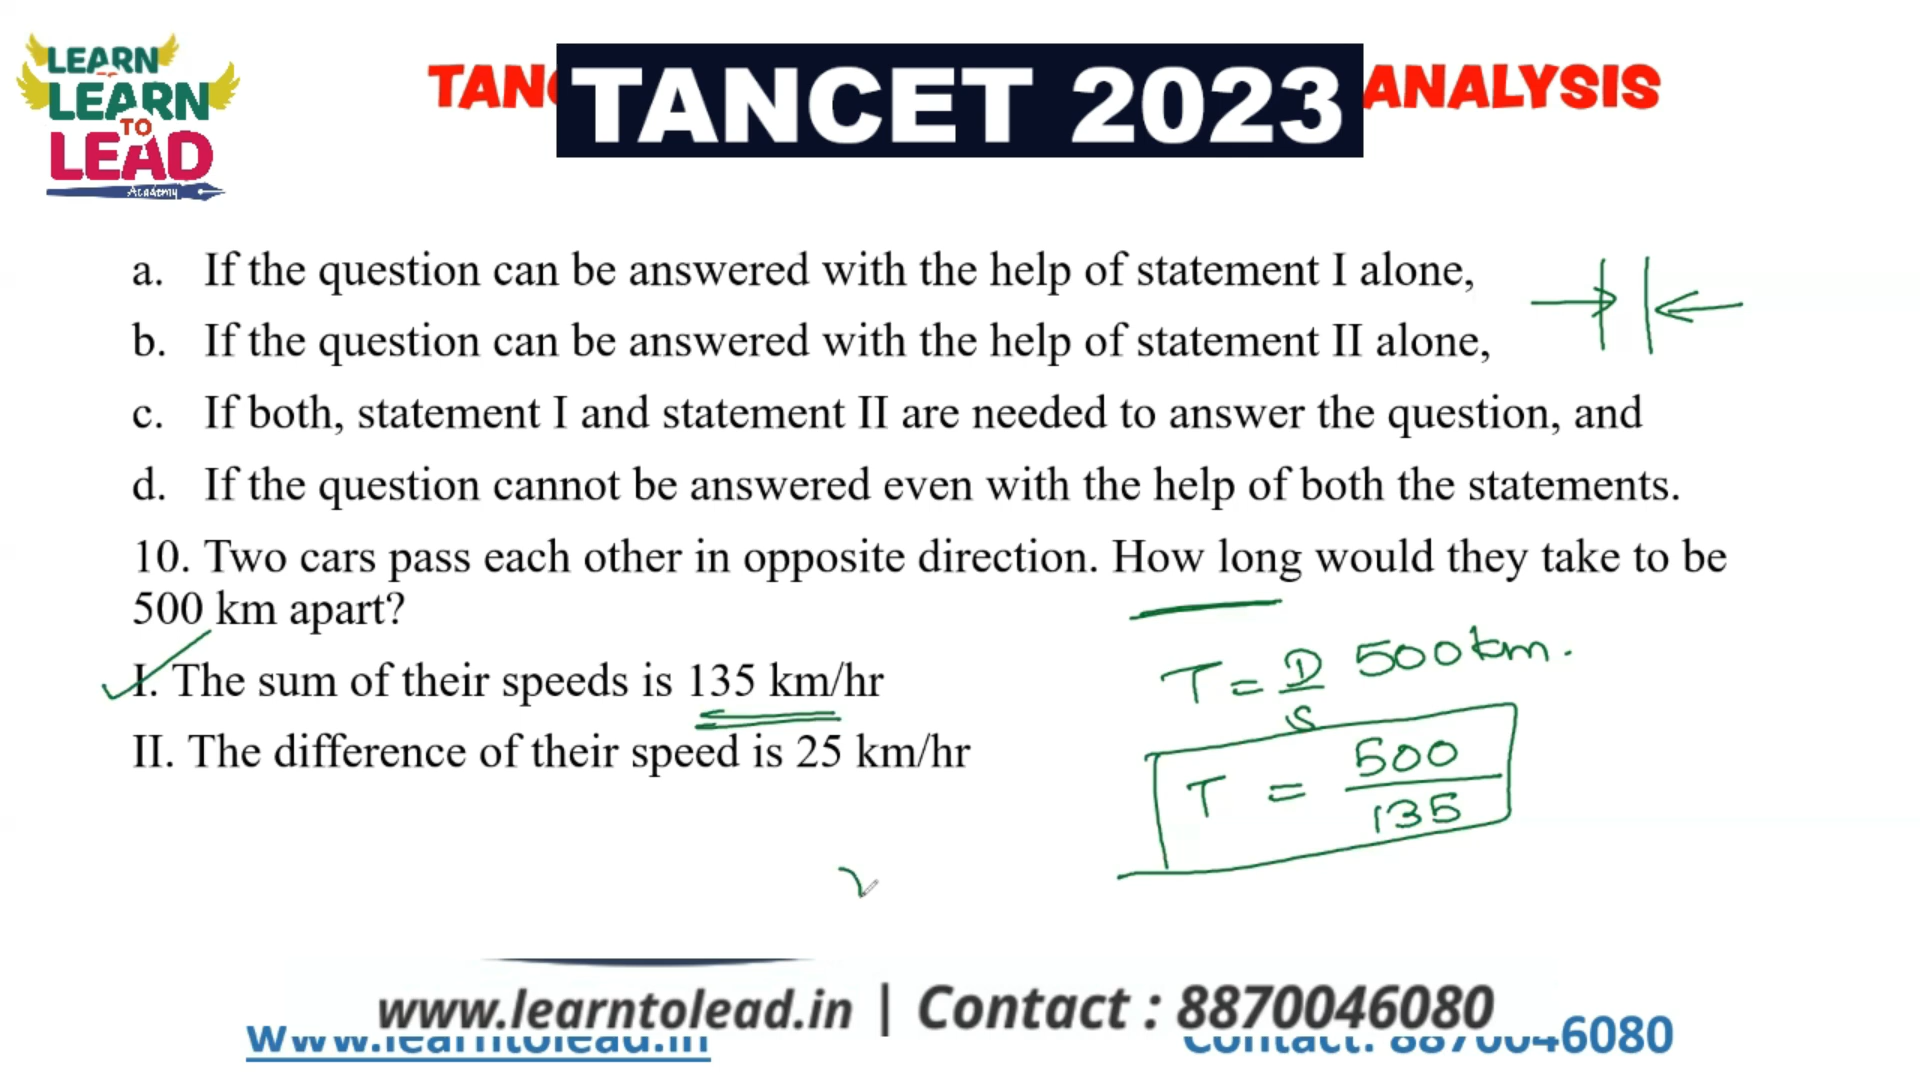 LEARN
LEARN
TO
LEAD
Academy
TANCET 2023
ANALYSIS
a. If the question can be answered with the help of statement I alone,
b. If the question can be answered with the help of statement II alone,
c. If both, statement I and statement II are needed to answer the question, and
d. If the question cannot be answered even with the help of both the statements.
10. Two cars pass each other in opposite direction. How long would they take to be
500 km apart?
I. The sum of their speeds is 135 km/hr
II. The difference of their speed is 25 km/hr
T = D/S 500 km.
T = 500/135
www.learntolead.in | Contact : 8870046080
Www.learntolead.in Contact: 8870046080